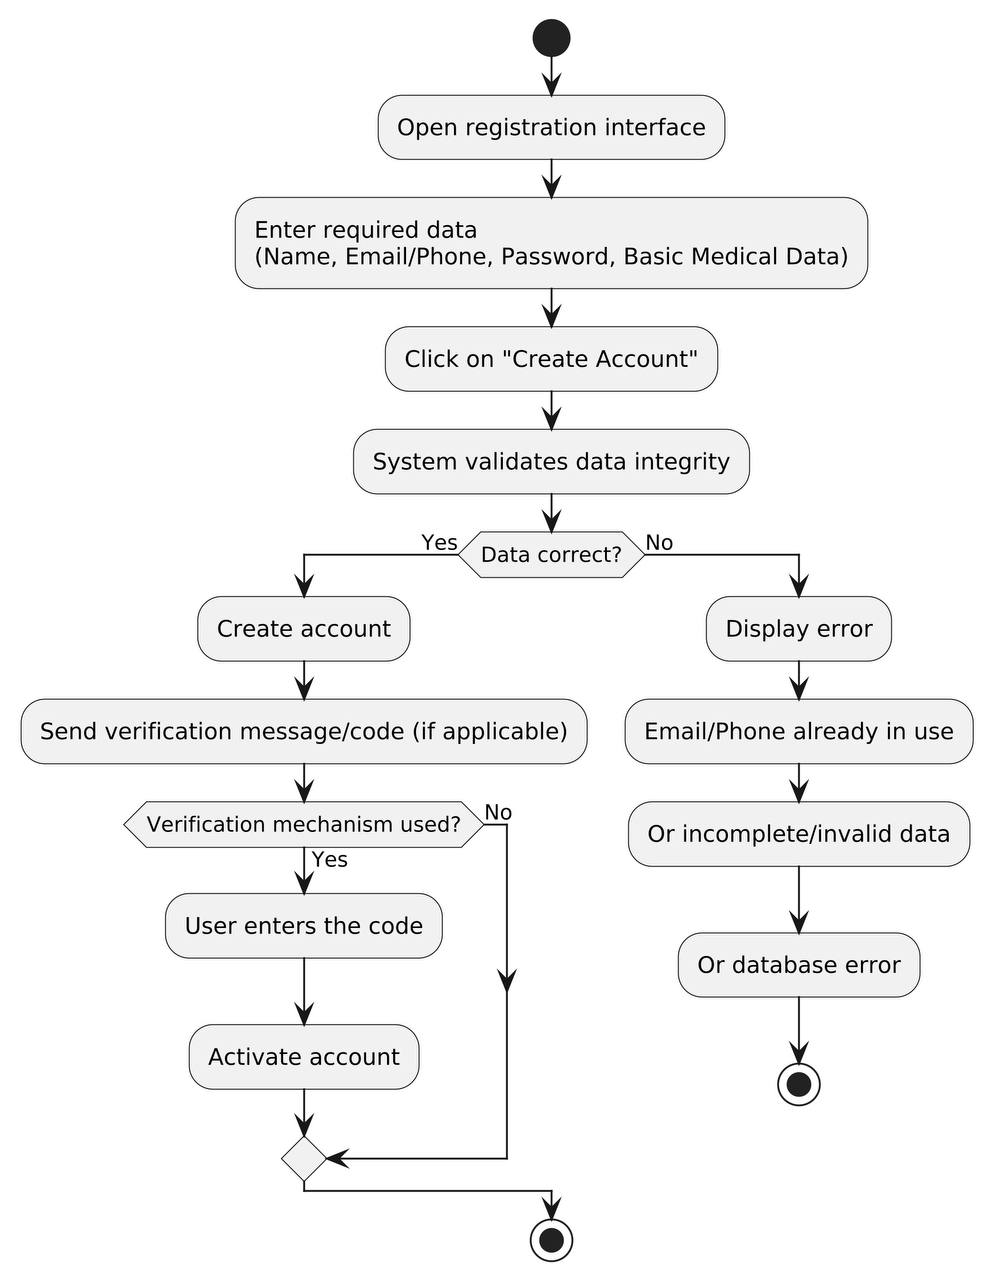 Open registration interface
Enter required data
(Name, Email/Phone, Password, Basic Medical Data)
Click on "Create Account"
System validates data integrity
Data correct?
Yes
No
Create account
Send verification message/code (if applicable)
Verification mechanism used?
No
Yes
User enters the code
Activate account
Display error
Email/Phone already in use
Or incomplete/invalid data
Or database error